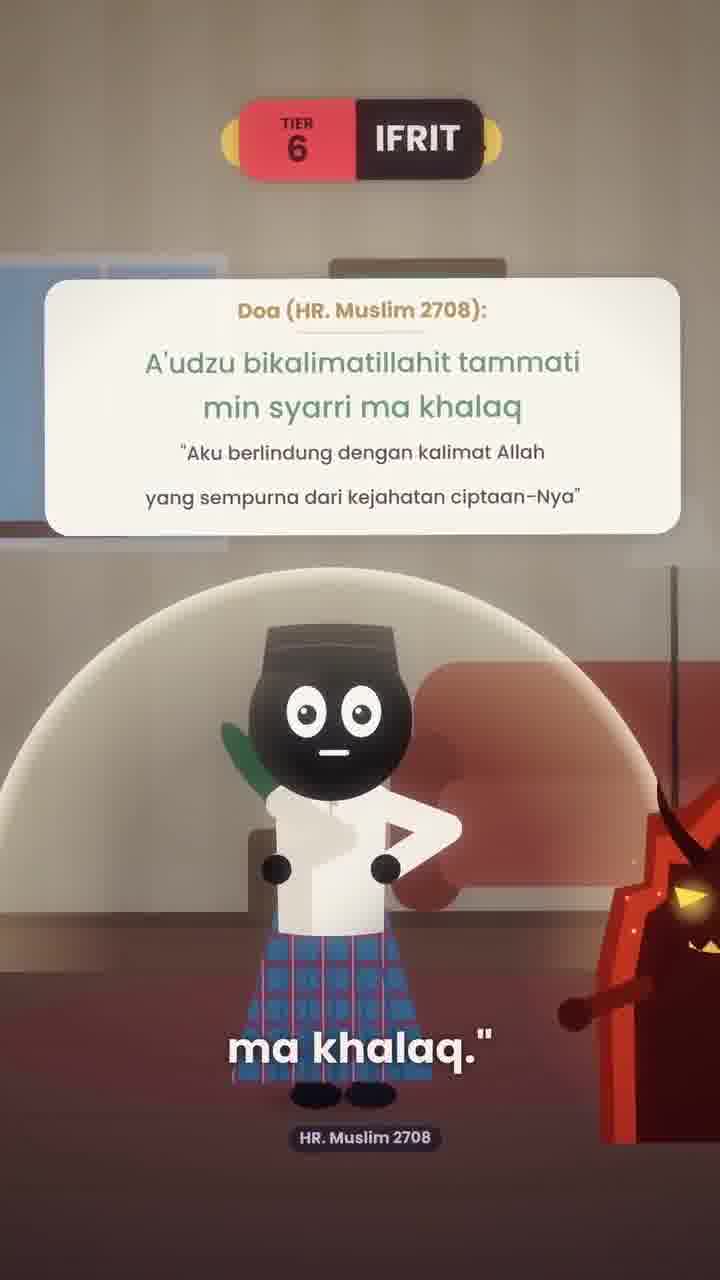 TIER
6
IFRIT
Doa (HR. Muslim 2708):
A'udzu bikalimatillahit tammati
min syarri ma khalaq
"Aku berlindung dengan kalimat Allah
yang sempurna dari kejahatan ciptaan-Nya"
ma khalaq."
HR. Muslim 2708